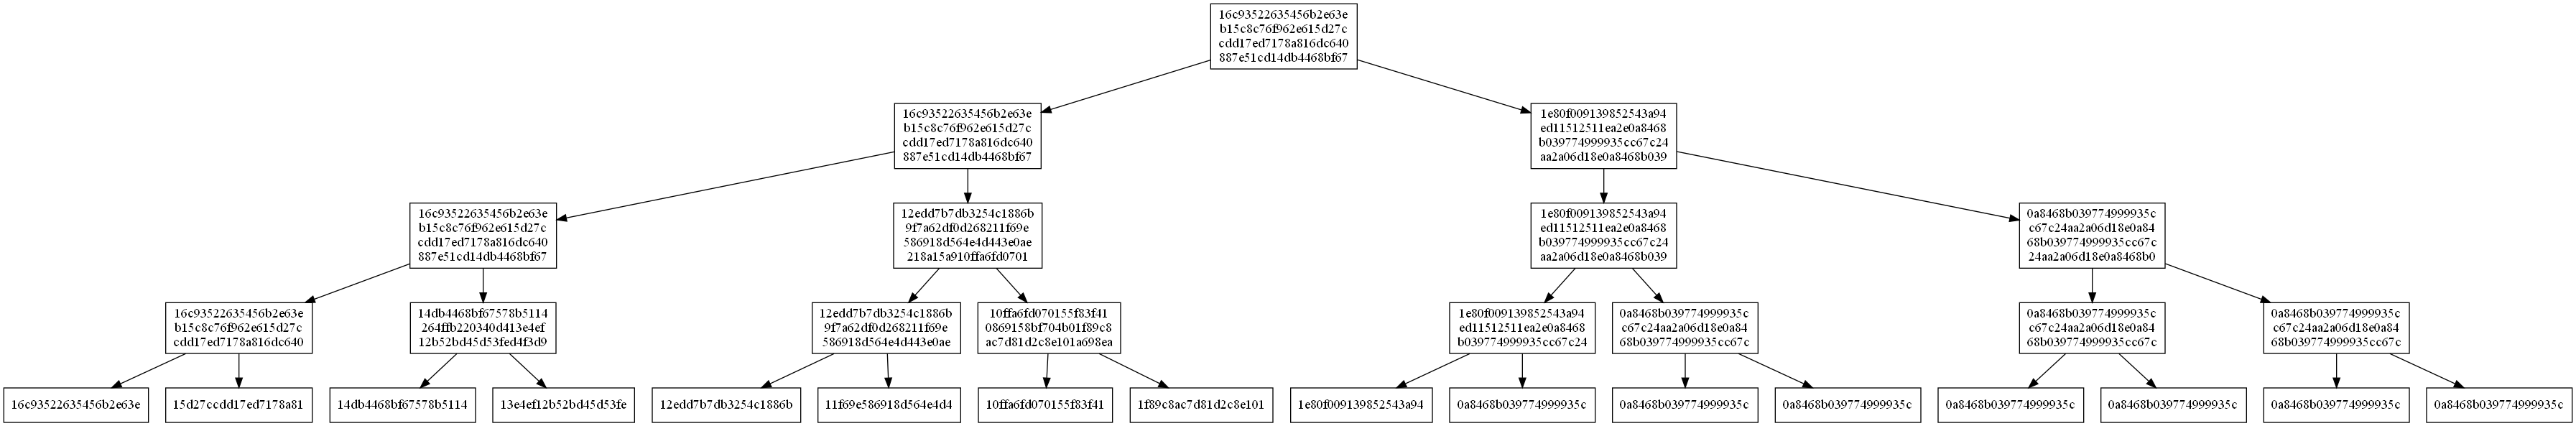 16c93522635456b2e63e
b15c8c76f962e615d27c
cdd17ed7178a816dc640
887e51cd14db4468bf67
16c93522635456b2e63e
b15c8c76f962e615d27c
cdd17ed7178a816dc640
887e51cd14db4468bf67
1e80f009139852543a94
ed11512511ea2e0a8468
b039774999935cc67c24
aa2a06d18e0a8468b039
16c93522635456b2e63e
b15c8c76f962e615d27c
cdd17ed7178a816dc640
887e51cd14db4468bf67
12edd7b7db3254c1886b
9f7a62df0d268211f69e
586918d564e4d443e0ae
218a15a910ffa6fd0701
1e80f009139852543a94
ed11512511ea2e0a8468
b039774999935cc67c24
aa2a06d18e0a8468b039
0a8468b039774999935c
c67c24aa2a06d18e0a84
68b039774999935cc67c
24aa2a06d18e0a8468b0
16c93522635456b2e63e
b15c8c76f962e615d27c
cdd17ed7178a816dc640
14db4468bf67578b5114
264ffb220340d413e4ef
12b52bd45d53fed4f3d9
12edd7b7db3254c1886b
9f7a62df0d268211f69e
586918d564e4d443e0ae
10ffa6fd070155f83f41
0869158bf704b01f89c8
ac7d81d2c8e101a698ea
1e80f009139852543a94
ed11512511ea2e0a8468
b039774999935cc67c24
0a8468b039774999935c
c67c24aa2a06d18e0a84
68b039774999935cc67c
0a8468b039774999935c
c67c24aa2a06d18e0a84
68b039774999935cc67c
0a8468b039774999935c
c67c24aa2a06d18e0a84
68b039774999935cc67c
16c93522635456b2e63e
15d27ccdd17ed7178a81
14db4468bf67578b5114
13e4ef12b52bd45d53fe
12edd7b7db3254c1886b
11f69e586918d564e4d4
10ffa6fd070155f83f41
1f89c8ac7d81d2c8e101
1e80f009139852543a94
0a8468b039774999935c
0a8468b039774999935c
0a8468b039774999935c
0a8468b039774999935c
0a8468b039774999935c
0a8468b039774999935c
0a8468b039774999935c